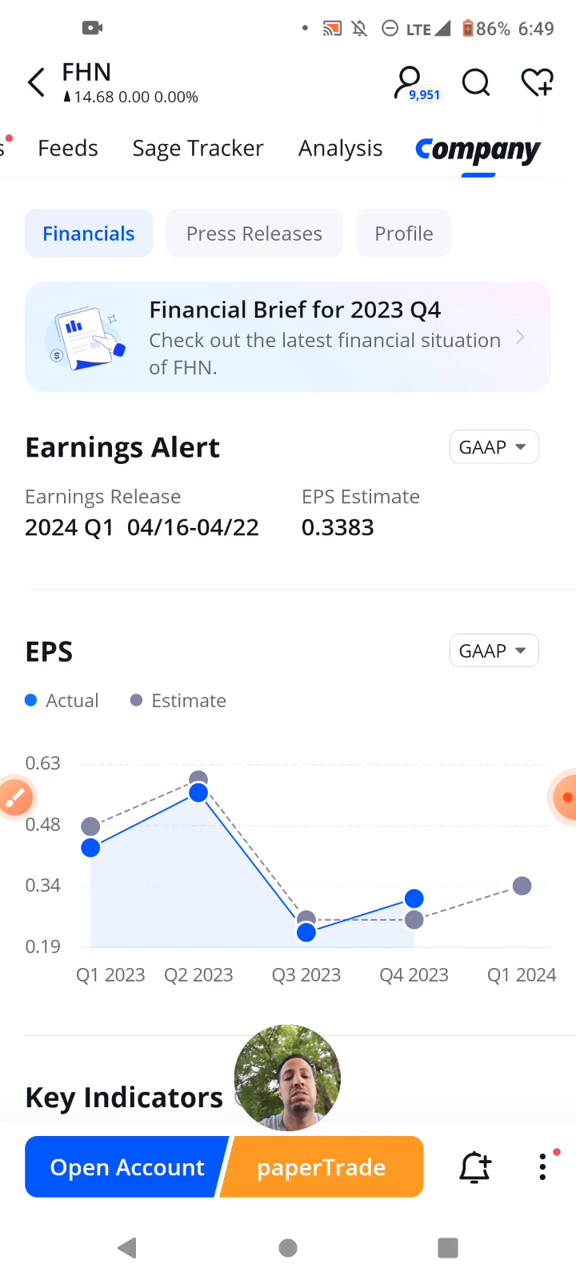 LTE 86% 6:49
FHN
14.68 0.00 0.00%
9,951
s Feeds Sage Tracker Analysis Company
Financials Press Releases Profile
Financial Brief for 2023 Q4
Check out the latest financial situation
of FHN.
Earnings Alert
GAAP
Earnings Release EPS Estimate
2024 Q1 04/16-04/22 0.3383
EPS
GAAP
Actual Estimate
0.63
0.48
0.34
0.19
Q1 2023 Q2 2023 Q3 2023 Q4 2023 Q1 2024
Key Indicators
Open Account paperTrade